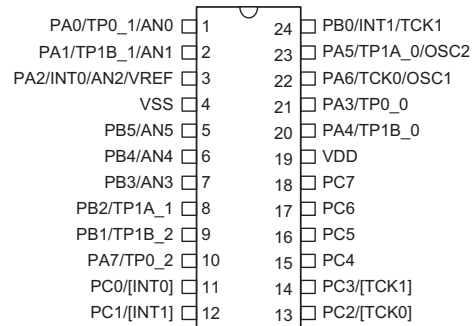 PA0/TP0_1/AN0 1 24 PB0/INT1/TCK1
PA1/TP1B_1/AN1 2 23 PA5/TP1A_0/OSC2
PA2/INT0/AN2/VREF 3 22 PA6/TCK0/OSC1
VSS 4 21 PA3/TP0_0
PB5/AN5 5 20 PA4/TP1B_0
PB4/AN4 6 19 VDD
PB3/AN3 7 18 PC7
PB2/TP1A_1 8 17 PC6
PB1/TP1B_2 9 16 PC5
PA7/TP0_2 10 15 PC4
PC0/[INT0] 11 14 PC3/[TCK1]
PC1/[INT1] 12 13 PC2/[TCK0]